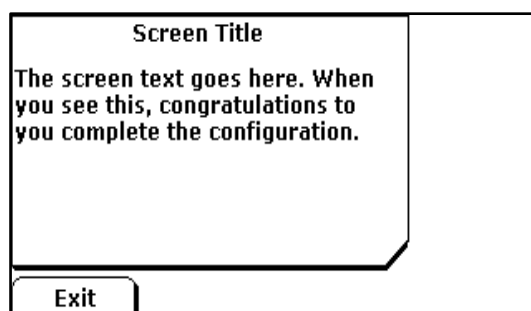 Screen Title
The screen text goes here. When
you see this, congratulations to
you complete the configuration.
Exit